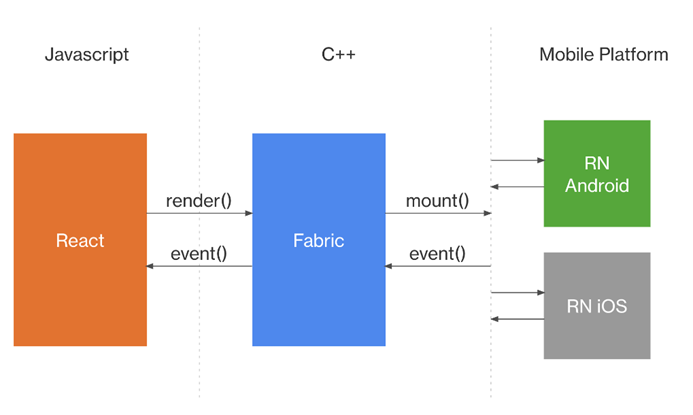 Javascript
C++
Mobile Platform
React
render()
event()
Fabric
mount()
event()
RN
Android
RN iOS